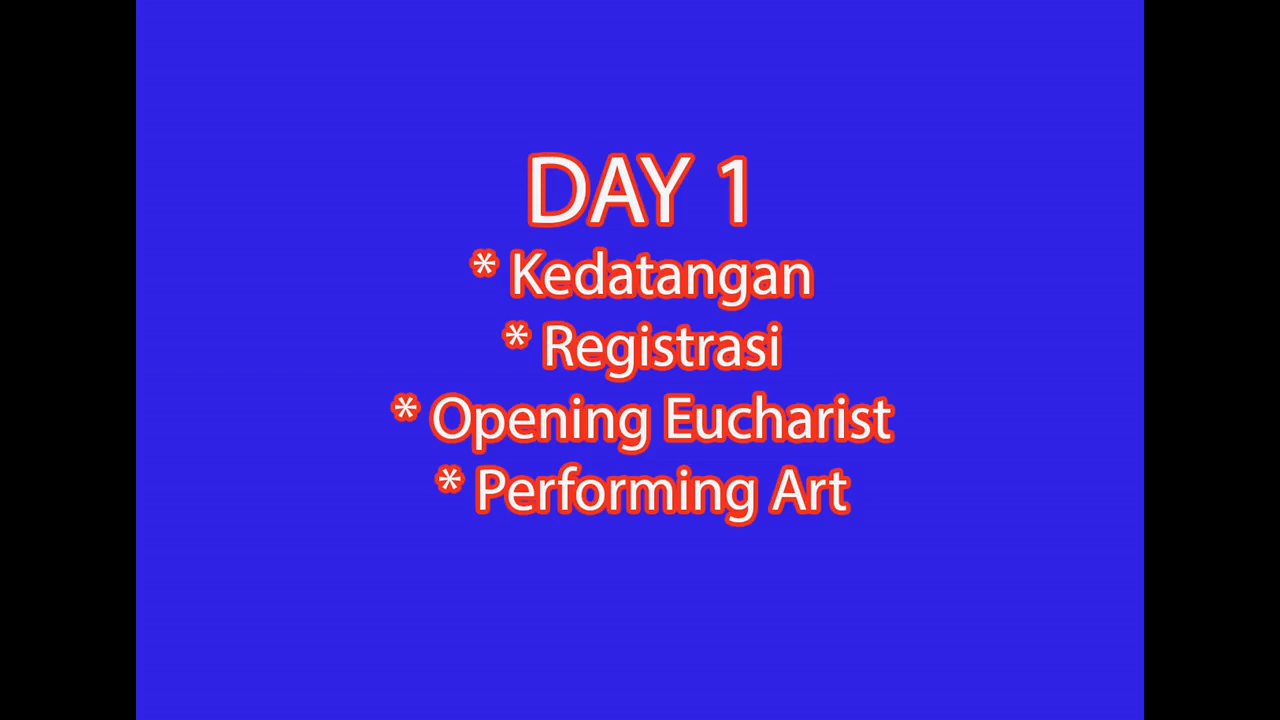 DAY 1
* Kedatangan
* Registrasi
* Opening Eucharist
* Performing Art